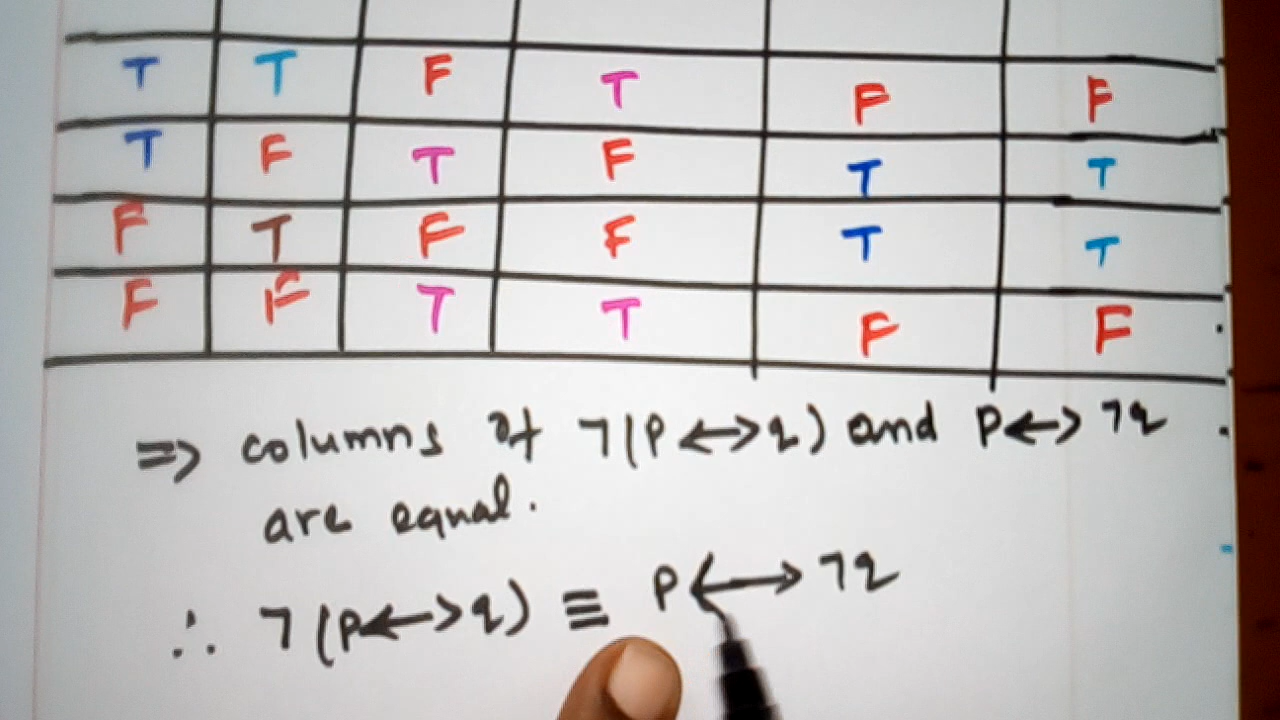 T T F T F F
T F T F T T
F T F F T T
F F T T F F
=> columns of ¬(P<->q) and P<->¬q
are equal.
∴ ¬(P<->q) ≡ P<->¬q